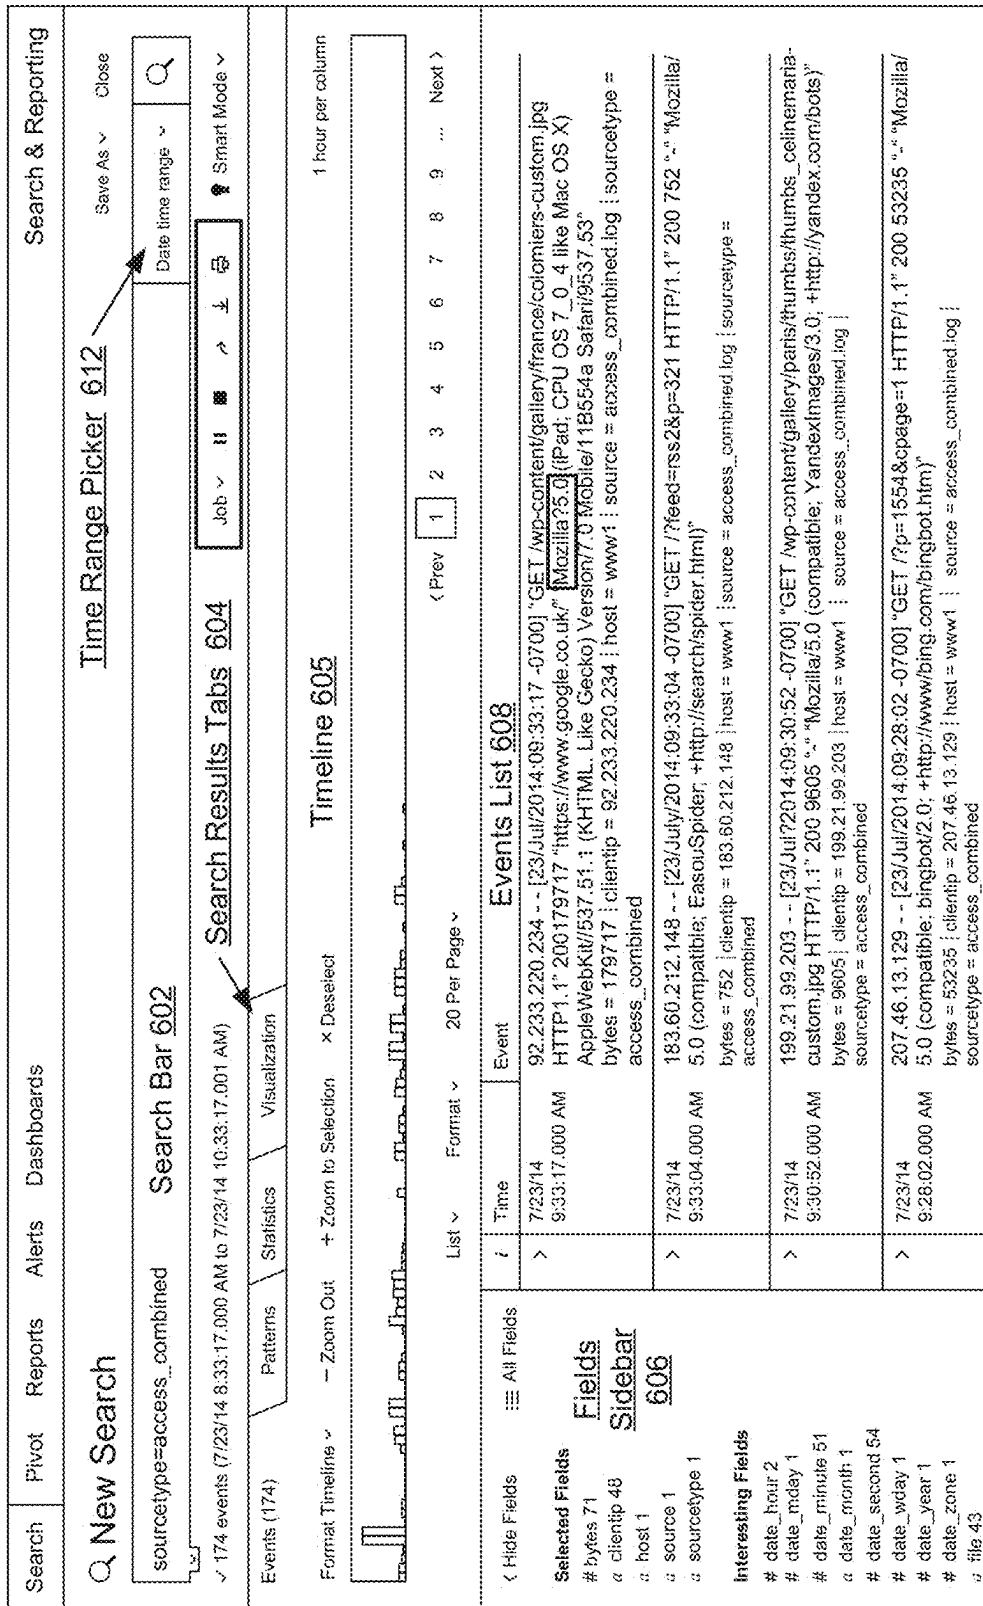 Search Pivot Reports Alerts Dashboards Search & Reporting
New Search Save As Close
Time Range Picker 612
sourcetype=access_combined Search Bar 602 Date time range
✓ 174 events (7/23/14 8:33:17.000 AM to 7/23/14 10:33:17.001 AM) Job Smart Mode
Search Results Tabs 604
Events (174) Patterns Statistics Visualization
Format Timeline — Zoom Out + Zoom to Selection × Deselect Timeline 605 1 hour per column
List Format 20 Per Page < Prev 1 2 3 4 5 6 7 8 9 ... Next >
< Hide Fields All Fields
Fields
Sidebar
606
Selected Fields
# bytes 71
a clientip 48
a host 1
a source 1
a sourcetype 1
Interesting Fields
# date_hour 2
# date_mday 1
# date_minute 51
a date_month 1
# date_second 54
# date_wday 1
# date_year 1
# date_zone 1
a file 43
i Time Event Events List 608
> 7/23/14
9:33:17.000 AM
92.233.220.234 - - [23/Jul/2014:09:33:17 -0700] "GET /wp-content/gallery/france/colomiers-custom.jpg
HTTP1.1" 200179717 "https://www.google.co.uk/" "Mozilla?5.0 (iPad; CPU OS 7_0_4 like Mac OS X)
AppleWebKit//537.51.1 (KHTML. Like Gecko) Version/7.0 Mobile/11B554a Safari/9537.53"
bytes = 179717 | clientip = 92.233.220.234 | host = www1 | source = access_combined.log | sourcetype =
access_combined
> 7/23/14
9:33:04.000 AM
183.60.212.148 - - [23/July/2014:09:33:04 -0700] "GET /?feed=rss2&p=321 HTTP/1.1" 200 752 "-" "Mozilla/
5.0 (compatible; EasouSpider; +http://search/spider.html)"
bytes = 752 | clientip = 183.60.212.148 | host = www1 | source = access_combined.log | sourcetype =
access_combined
> 7/23/14
9:30:52.000 AM
199.21.99.203 - - [23/Jul?2014:09:30:52 -0700] "GET /wp-content/gallery/paris/thumbs/thumbs_celinemaria-
custom.jpg HTTP/1.1" 200 9605 "-" "Mozilla/5.0 (compatible; YandexImages/3.0; +http://yandex.com/bots)"
bytes = 9605 | clientip = 199.21.99.203 | host = www1 | source = access_combined.log |
sourcetype = access_combined
> 7/23/14
9:28:02.000 AM
207.46.13.129 - - [23/Jul/2014:09:28:02 -0700] "GET /?p=1554&cpage=1 HTTP/1.1" 200 53235 "-" "Mozilla/
5.0 (compatible; bingbot/2.0; +http://www/bing.com/bingbot.htm)"
bytes = 53235 | clientip = 207.46.13.129 | host = www1 | source = access_combined.log |
sourcetype = access_combined